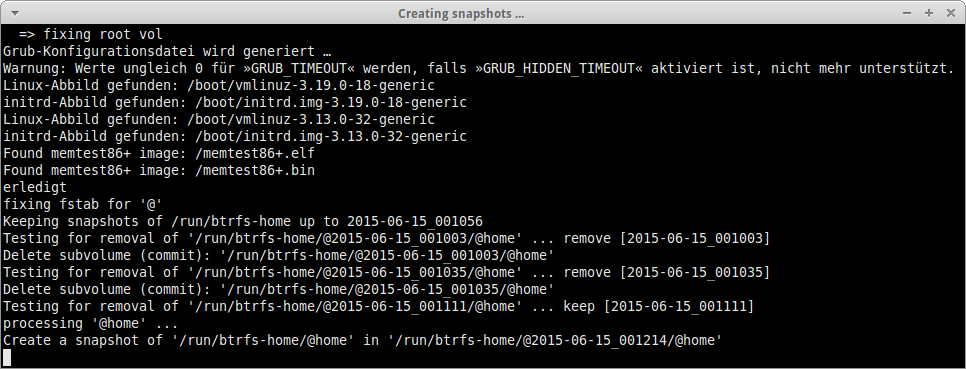 Creating snapshots ...
=> fixing root vol
Grub-Konfigurationsdatei wird generiert …
Warnung: Werte ungleich 0 für »GRUB_TIMEOUT« werden, falls »GRUB_HIDDEN_TIMEOUT« aktiviert ist, nicht mehr unterstützt.
Linux-Abbild gefunden: /boot/vmlinuz-3.19.0-18-generic
initrd-Abbild gefunden: /boot/initrd.img-3.19.0-18-generic
Linux-Abbild gefunden: /boot/vmlinuz-3.13.0-32-generic
initrd-Abbild gefunden: /boot/initrd.img-3.13.0-32-generic
Found memtest86+ image: /memtest86+.elf
Found memtest86+ image: /memtest86+.bin
erledigt
fixing fstab for '@'
Keeping snapshots of /run/btrfs-home up to 2015-06-15_001056
Testing for removal of '/run/btrfs-home/@2015-06-15_001003/@home' ... remove [2015-06-15_001003]
Delete subvolume (commit): '/run/btrfs-home/@2015-06-15_001003/@home'
Testing for removal of '/run/btrfs-home/@2015-06-15_001035/@home' ... remove [2015-06-15_001035]
Delete subvolume (commit): '/run/btrfs-home/@2015-06-15_001035/@home'
Testing for removal of '/run/btrfs-home/@2015-06-15_001111/@home' ... keep [2015-06-15_001111]
processing '@home' ...
Create a snapshot of '/run/btrfs-home/@home' in '/run/btrfs-home/@2015-06-15_001214/@home'